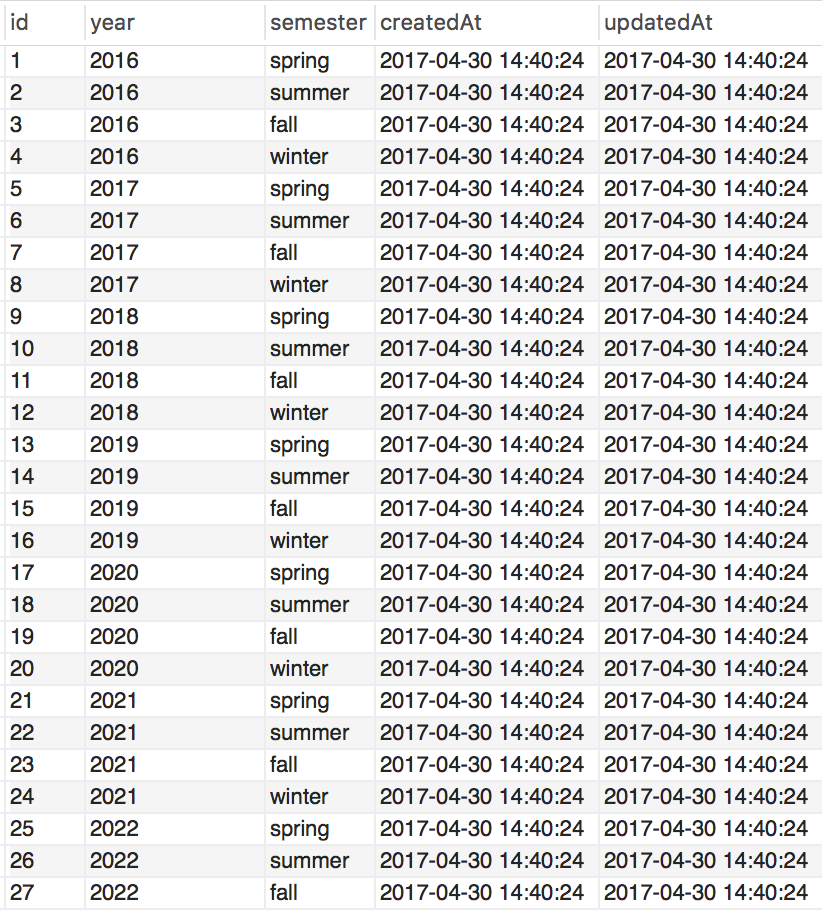 id year semester createdAt updatedAt
1 2016 spring 2017-04-30 14:40:24 2017-04-30 14:40:24
2 2016 summer 2017-04-30 14:40:24 2017-04-30 14:40:24
3 2016 fall 2017-04-30 14:40:24 2017-04-30 14:40:24
4 2016 winter 2017-04-30 14:40:24 2017-04-30 14:40:24
5 2017 spring 2017-04-30 14:40:24 2017-04-30 14:40:24
6 2017 summer 2017-04-30 14:40:24 2017-04-30 14:40:24
7 2017 fall 2017-04-30 14:40:24 2017-04-30 14:40:24
8 2017 winter 2017-04-30 14:40:24 2017-04-30 14:40:24
9 2018 spring 2017-04-30 14:40:24 2017-04-30 14:40:24
10 2018 summer 2017-04-30 14:40:24 2017-04-30 14:40:24
11 2018 fall 2017-04-30 14:40:24 2017-04-30 14:40:24
12 2018 winter 2017-04-30 14:40:24 2017-04-30 14:40:24
13 2019 spring 2017-04-30 14:40:24 2017-04-30 14:40:24
14 2019 summer 2017-04-30 14:40:24 2017-04-30 14:40:24
15 2019 fall 2017-04-30 14:40:24 2017-04-30 14:40:24
16 2019 winter 2017-04-30 14:40:24 2017-04-30 14:40:24
17 2020 spring 2017-04-30 14:40:24 2017-04-30 14:40:24
18 2020 summer 2017-04-30 14:40:24 2017-04-30 14:40:24
19 2020 fall 2017-04-30 14:40:24 2017-04-30 14:40:24
20 2020 winter 2017-04-30 14:40:24 2017-04-30 14:40:24
21 2021 spring 2017-04-30 14:40:24 2017-04-30 14:40:24
22 2021 summer 2017-04-30 14:40:24 2017-04-30 14:40:24
23 2021 fall 2017-04-30 14:40:24 2017-04-30 14:40:24
24 2021 winter 2017-04-30 14:40:24 2017-04-30 14:40:24
25 2022 spring 2017-04-30 14:40:24 2017-04-30 14:40:24
26 2022 summer 2017-04-30 14:40:24 2017-04-30 14:40:24
27 2022 fall 2017-04-30 14:40:24 2017-04-30 14:40:24